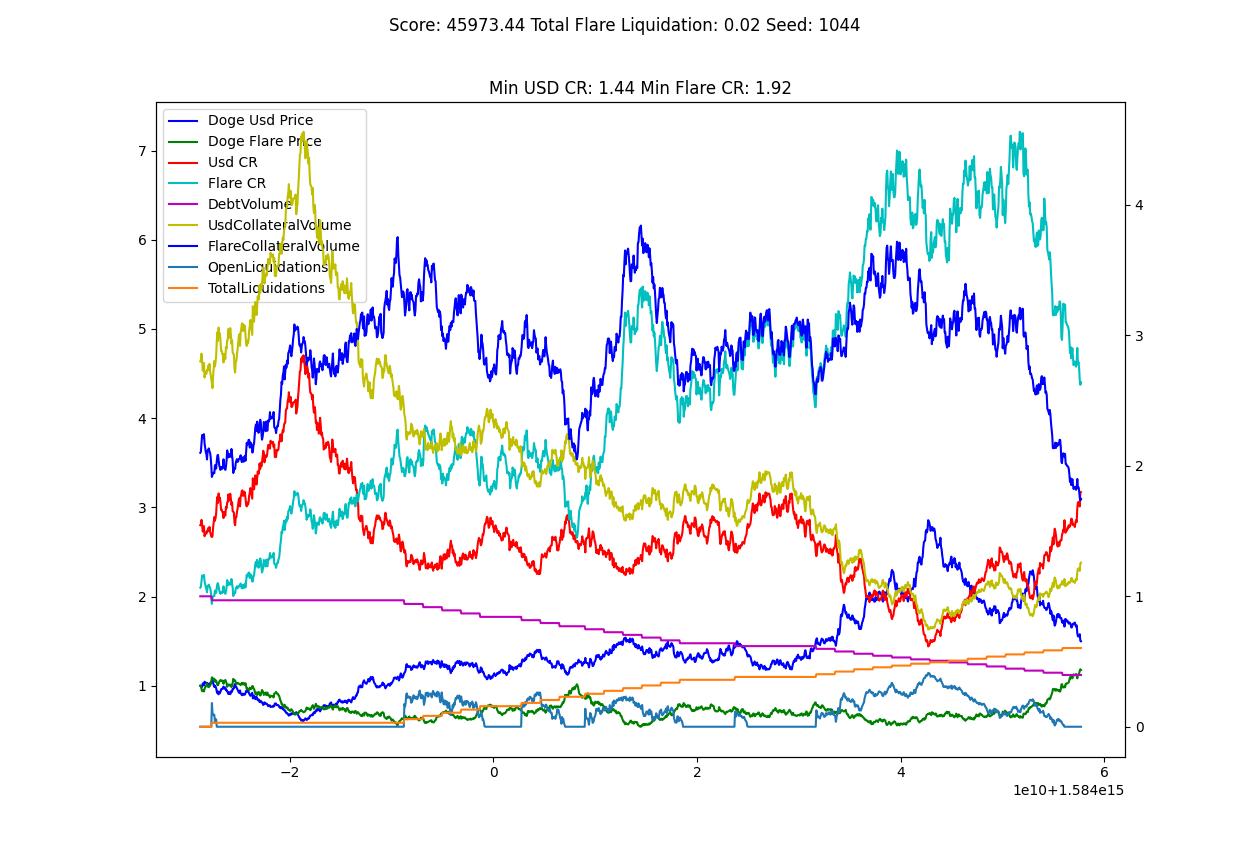 Score: 45973.44 Total Flare Liquidation: 0.02 Seed: 1044
Min USD CR: 1.44 Min Flare CR: 1.92
Doge Usd Price
Doge Flare Price
Usd CR
Flare CR
DebtVolume
UsdCollateralVolume
FlareCollateralVolume
OpenLiquidations
TotalLiquidations
7
6
5
4
3
2
1
4
3
2
1
0
−2
0
2
4
6
1e10+1.584e15